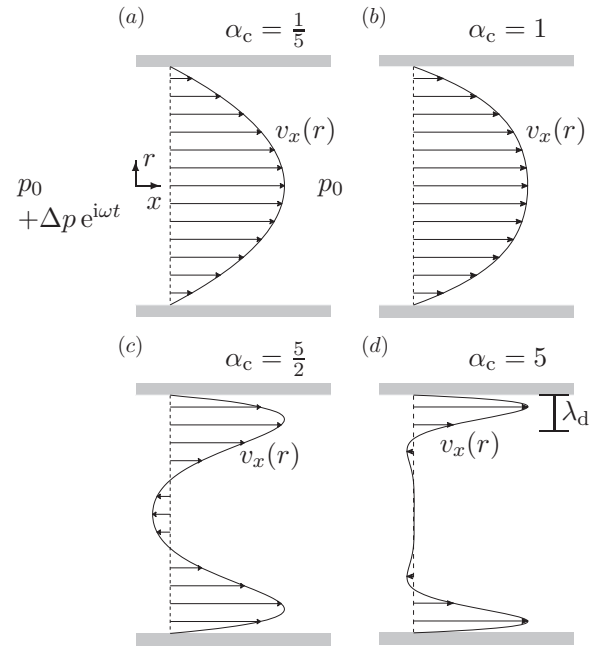 (a) α_c = 1/5
v_x(r)
r
x
p_0
+Δp e^{iωt}
p_0
(b) α_c = 1
v_x(r)
(c) α_c = 5/2
v_x(r)
(d) α_c = 5
λ_d
v_x(r)